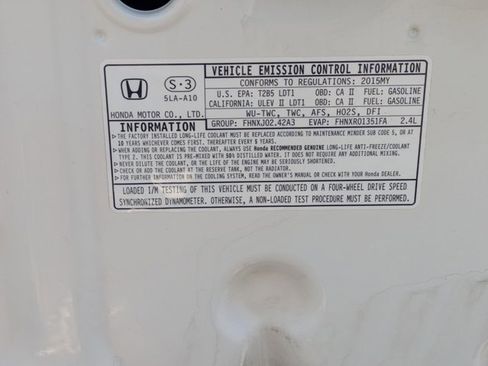 VEHICLE EMISSION CONTROL INFORMATION
S·3
5LA-A10
CONFORMS TO REGULATIONS: 2015MY
U.S. EPA: T2B5 LDT1 OBD: CA II FUEL: GASOLINE
CALIFORNIA: ULEV II LDT1 OBD: CA II FUEL: GASOLINE
HONDA MOTOR CO., LTD.
WU-TWC, TWC, AFS, HO2S, DFI
INFORMATION
GROUP: FHNXJ02.42A3 EVAP: FHNXR0135IFA 2.4L
▷THE FACTORY INSTALLED LONG-LIFE COOLANT MUST BE REPLACED ACCORDING TO MAINTENANCE MINDER SUB CODE 5, OR AT
10 YEARS WHICHEVER COMES FIRST. THEREAFTER EVERY 5 YEARS.
▷WHEN ADDING OR REPLACING THE COOLANT, ALWAYS USE Honda RECOMMENDED GENUINE LONG-LIFE ANTI-FREEZE/COOLANT
TYPE 2. THIS COOLANT IS PRE-MIXED WITH 50% DISTILLED WATER. IT DOES NOT REQUIRE ANY ADDITIONAL MIXING.
▷NEVER DILUTE THE COOLANT, OR THE LIFE OF THE ENGINE MAY BE SERIOUSLY SHORTENED.
▷CHECK OR ADD THE COOLANT AT THE RESERVE TANK, NOT THE RADIATOR.
▷FOR FURTHER INFORMATION ON THE COOLING SYSTEM, READ THE OWNER'S MANUAL OR CHECK WITH YOUR Honda DEALER.
LOADED I/M TESTING OF THIS VEHICLE MUST BE CONDUCTED ON A FOUR-WHEEL DRIVE SPEED
SYNCHRONIZED DYNAMOMETER. OTHERWISE, A NON-LOADED TEST PROCEDURE MUST BE PERFORMED.